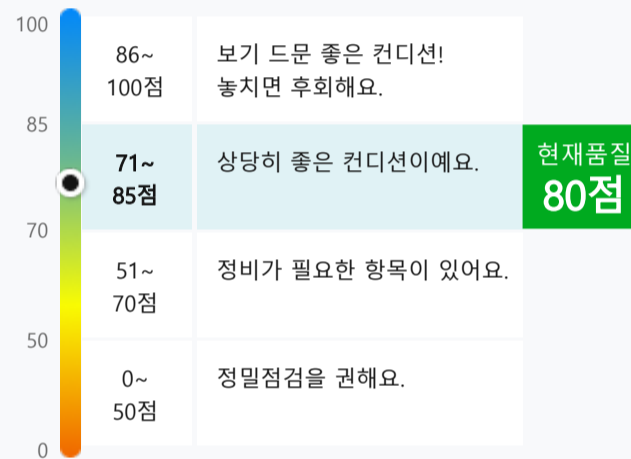 100
86~
100점
보기 드문 좋은 컨디션!
놓치면 후회해요.
85
71~
85점
상당히 좋은 컨디션이예요.
현재품질
80점
70
51~
70점
정비가 필요한 항목이 있어요.
50
0~
50점
정밀점검을 권해요.
0